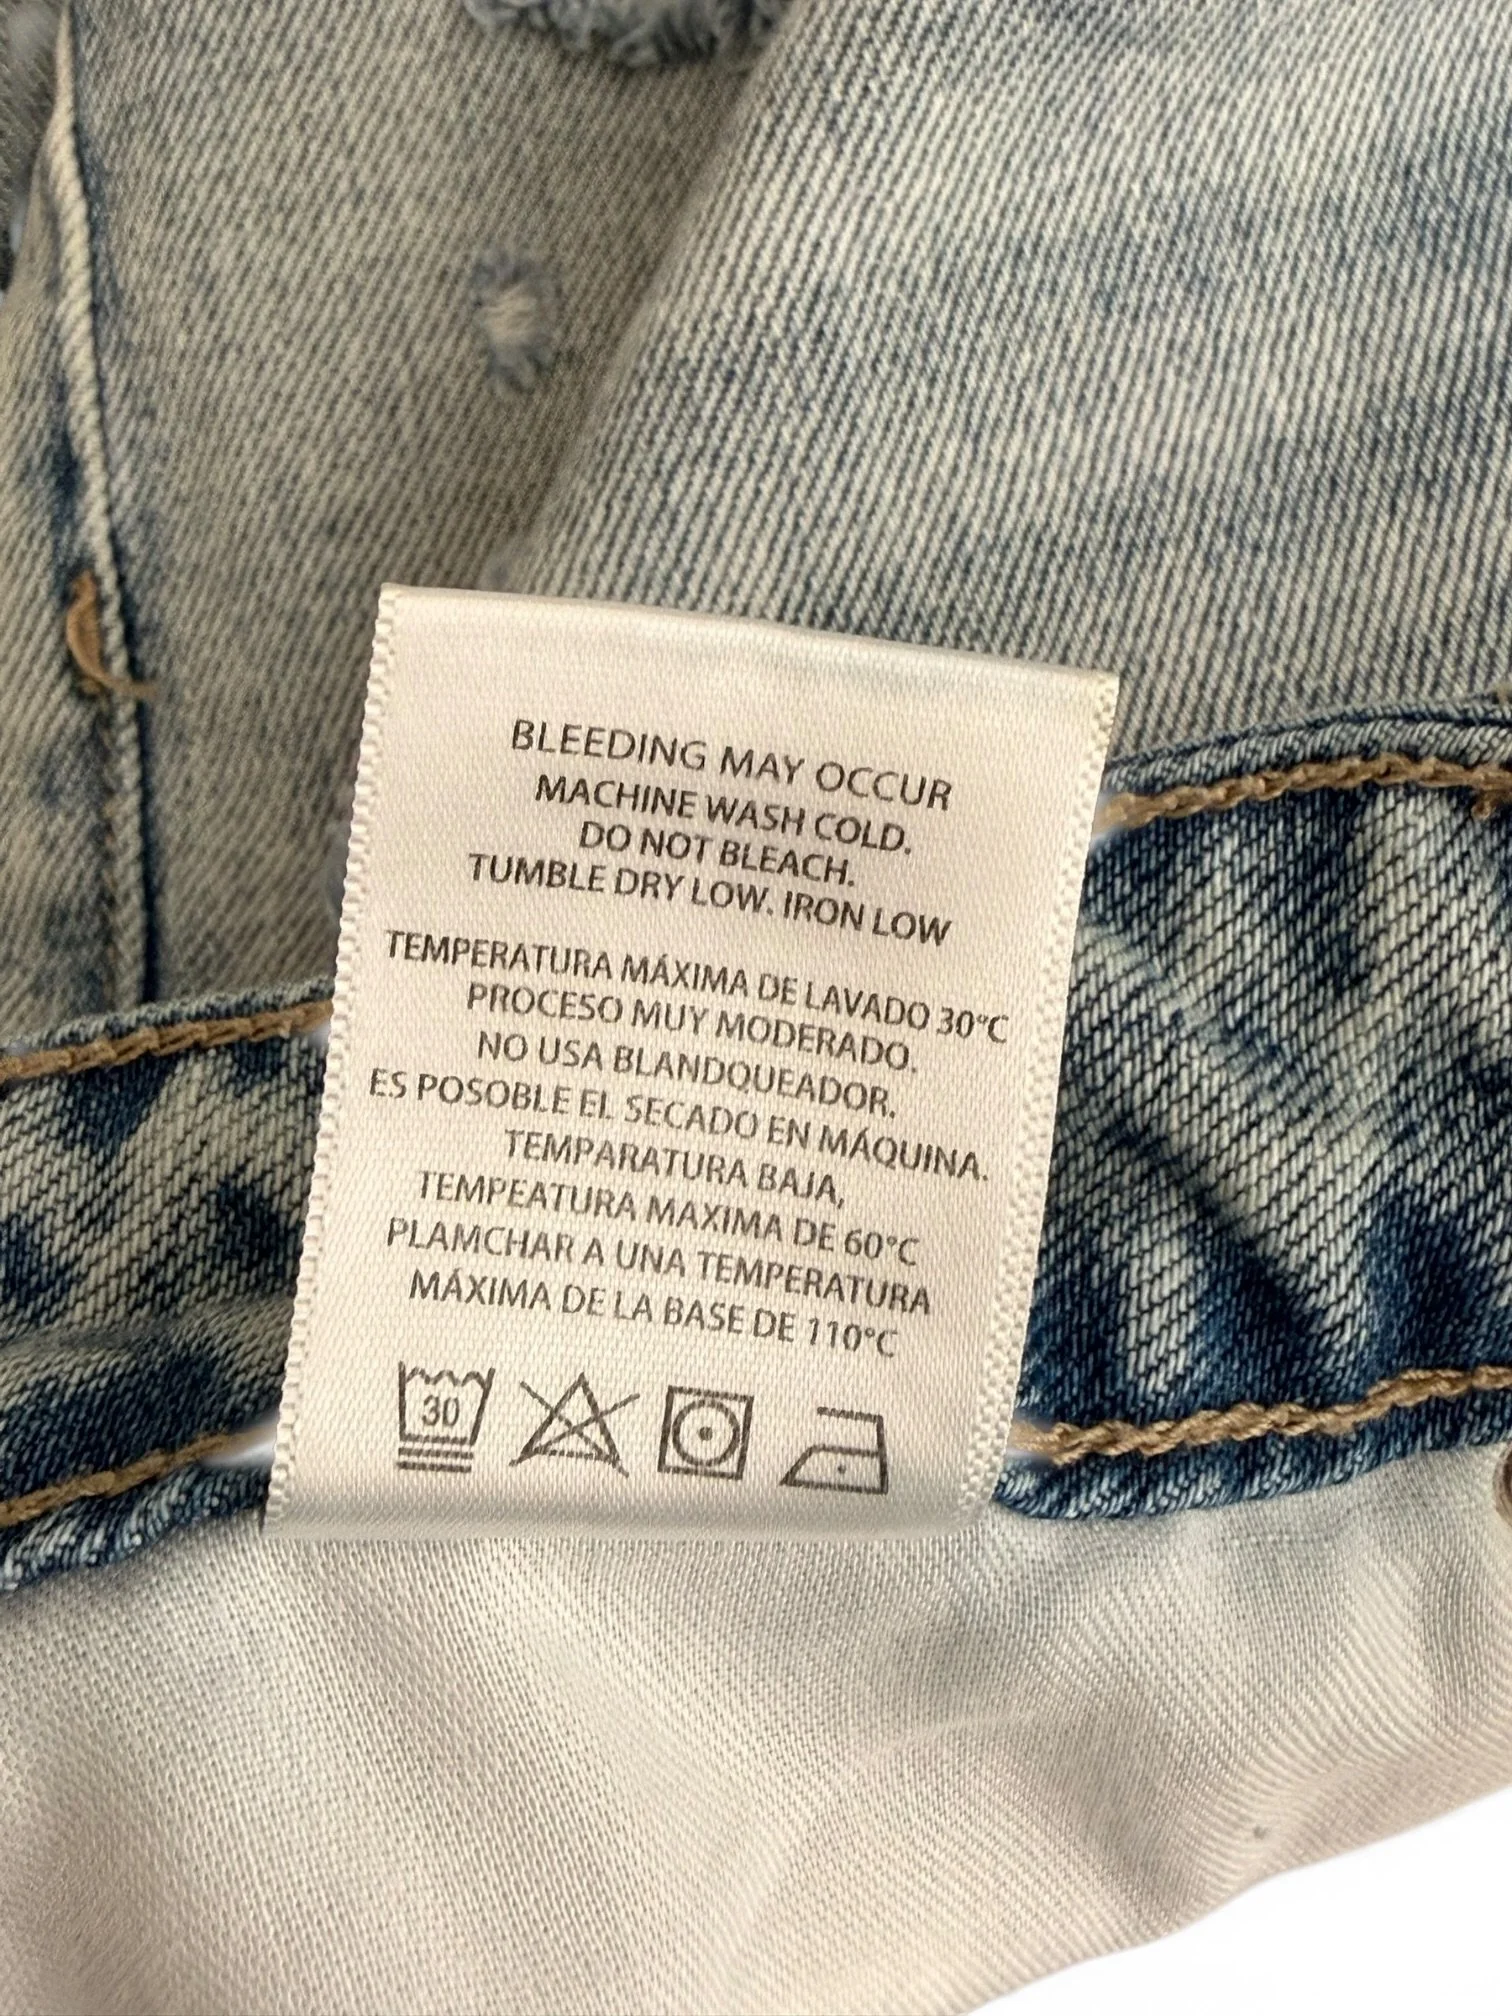 BLEEDING MAY OCCUR
MACHINE WASH COLD.
DO NOT BLEACH.
TUMBLE DRY LOW. IRON LOW
TEMPERATURA MÁXIMA DE LAVADO 30°C
PROCESO MUY MODERADO.
NO USA BLANDQUEADOR.
ES POSOBLE EL SECADO EN MÁQUINA.
TEMPARATURA BAJA,
TEMPEATURA MAXIMA DE 60°C
PLAMCHAR A UNA TEMPERATURA
MÁXIMA DE LA BASE DE 110°C
30